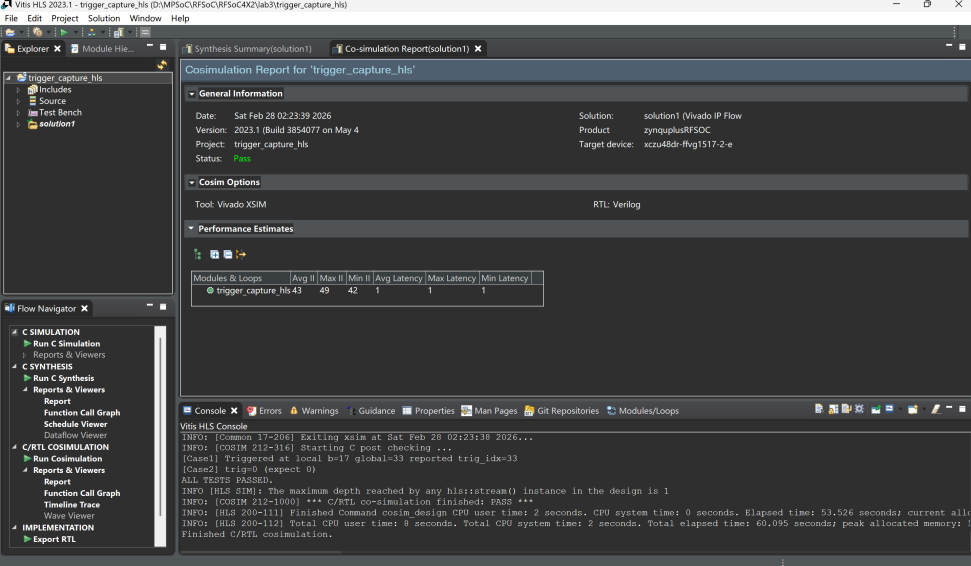 Vitis HLS 2023.1 - trigger_capture_hls (D:\MPSoC\RFSoC\RFSoC4X2\lab3\trigger_capture_hls)
File Edit Project Solution Window Help
Explorer Module Hie...
trigger_capture_hls
Includes
Source
Test Bench
solution1
Synthesis Summary(solution1) Co-simulation Report(solution1)
Cosimulation Report for 'trigger_capture_hls'
General Information
Date: Sat Feb 28 02:23:39 2026 Solution: solution1 (Vivado IP Flow
Version: 2023.1 (Build 3854077 on May 4 Product zynquplusRFSOC
Project: trigger_capture_hls Target device: xczu48dr-ffvg1517-2-e
Status: Pass
Cosim Options
Tool: Vivado XSIM RTL: Verilog
Performance Estimates
Modules & Loops Avg II Max II Min II Avg Latency Max Latency Min Latency
trigger_capture_hls 43 49 42 1 1 1
Flow Navigator
C SIMULATION
Run C Simulation
Reports & Viewers
C SYNTHESIS
Run C Synthesis
Reports & Viewers
Report
Function Call Graph
Schedule Viewer
Dataflow Viewer
C/RTL COSIMULATION
Run Cosimulation
Reports & Viewers
Report
Function Call Graph
Timeline Trace
Wave Viewer
IMPLEMENTATION
Export RTL
Console Errors Warnings Guidance Properties Man Pages Git Repositories Modules/Loops
Vitis HLS Console
INFO: [Common 17-206] Exiting xsim at Sat Feb 28 02:23:38 2026...
INFO: [COSIM 212-316] Starting C post checking ...
[Case1] Triggered at local b=17 global=33 reported trig_idx=33
[Case2] trig=0 (expect 0)
ALL TESTS PASSED.
INFO [HLS SIM]: The maximum depth reached by any hls::stream() instance in the design is 1
INFO: [COSIM 212-1000] *** C/RTL co-simulation finished: PASS ***
INFO: [HLS 200-111] Finished Command cosim_design CPU user time: 2 seconds. CPU system time: 0 seconds. Elapsed time: 53.526 seconds; current allo
INFO: [HLS 200-112] Total CPU user time: 8 seconds. Total CPU system time: 2 seconds. Total elapsed time: 60.095 seconds; peak allocated memory: 1
Finished C/RTL cosimulation.